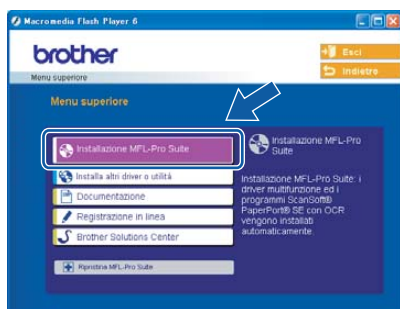 Macromedia Flash Player 6
brother
Esci
Indietro
Menu superiore
Menu superiore
Installazione MFL-Pro Suite
Installa altri driver o utilità
Documentazione
Registrazione in linea
Brother Solutions Center
Ripristina MFL-Pro Suite
Installazione MFL-Pro
Suite
Installazione MFL-Pro Suite: i
driver multifunzione ed i
programmi ScanSoft®
PaperPort® SE con OCR
vengono installati
automaticamente.